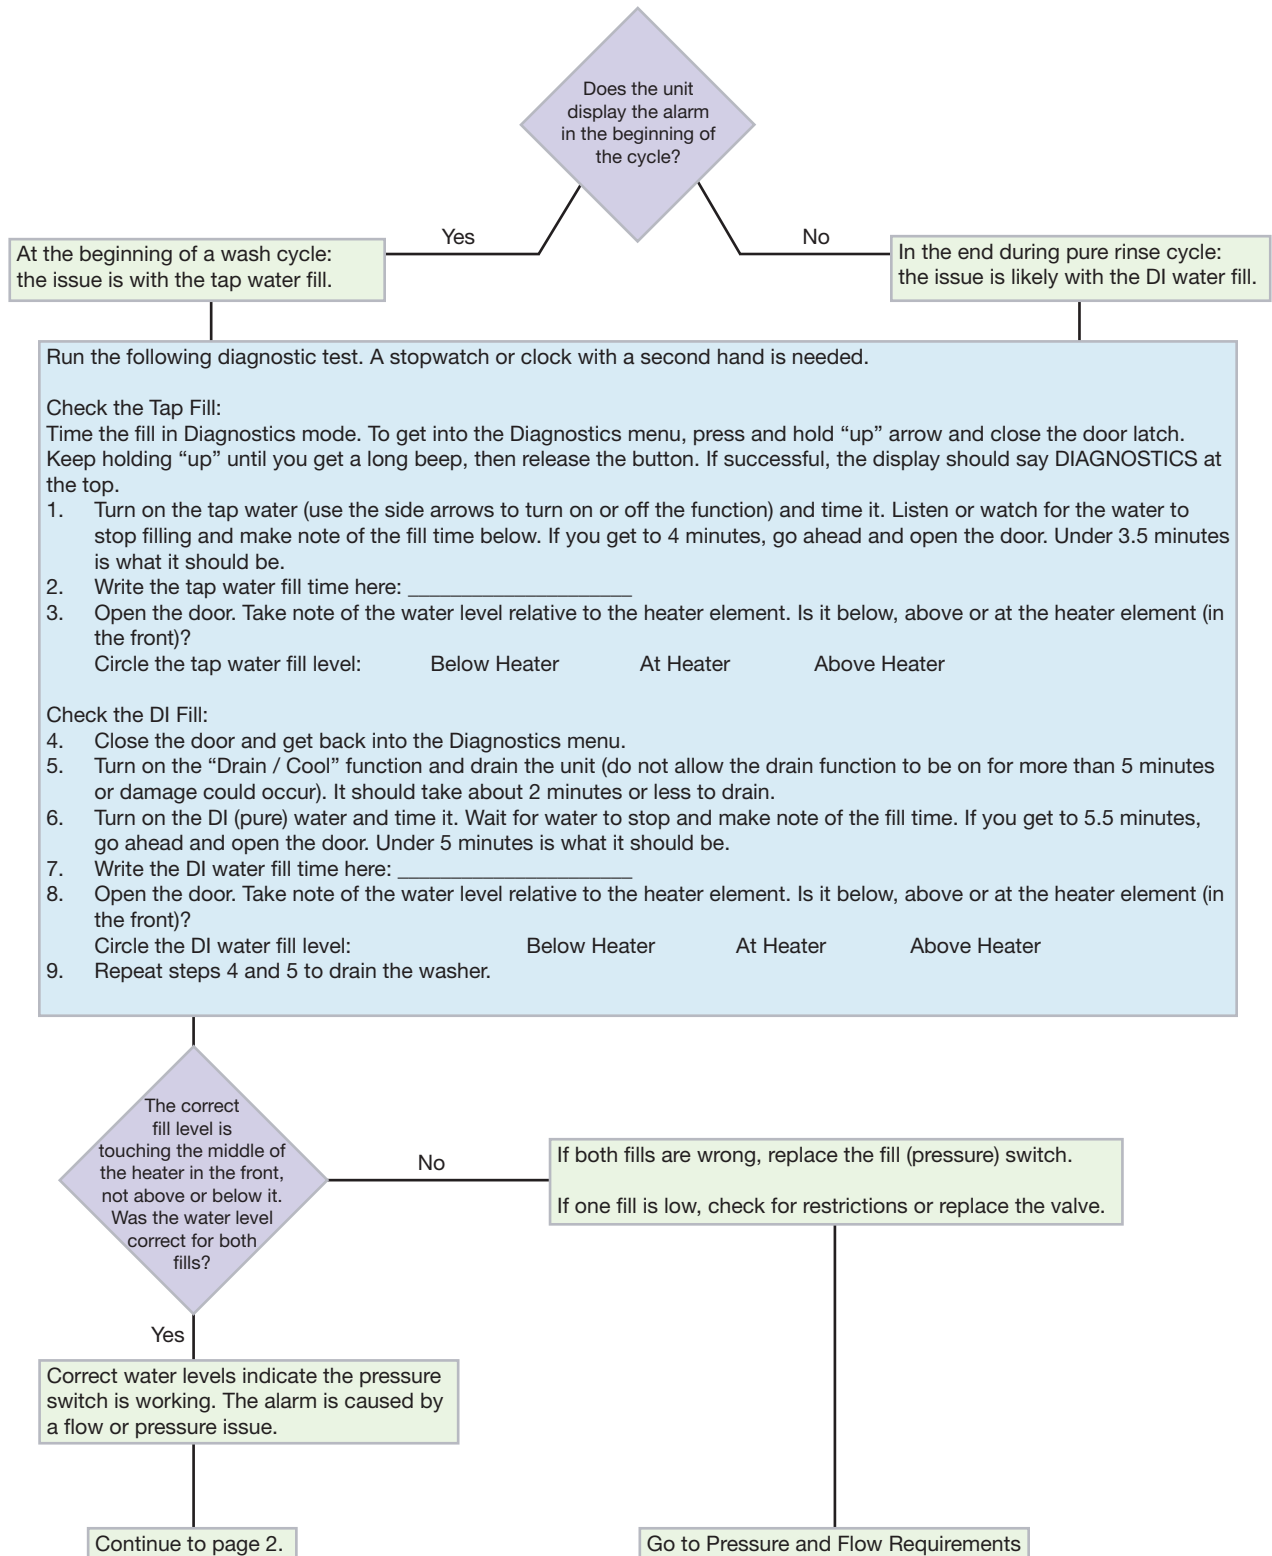 Does the unit
display the alarm
in the beginning of
the cycle?
Yes
No
At the beginning of a wash cycle:
the issue is with the tap water fill.
In the end during pure rinse cycle:
the issue is likely with the DI water fill.
Run the following diagnostic test. A stopwatch or clock with a second hand is needed.
Check the Tap Fill:
Time the fill in Diagnostics mode. To get into the Diagnostics menu, press and hold “up” arrow and close the door latch.
Keep holding “up” until you get a long beep, then release the button. If successful, the display should say DIAGNOSTICS at
the top.
1. Turn on the tap water (use the side arrows to turn on or off the function) and time it. Listen or watch for the water to
stop filling and make note of the fill time below. If you get to 4 minutes, go ahead and open the door. Under 3.5 minutes
is what it should be.
2. Write the tap water fill time here: ____________________
3. Open the door. Take note of the water level relative to the heater element. Is it below, above or at the heater element (in
the front)?
Circle the tap water fill level: Below Heater At Heater Above Heater
Check the DI Fill:
4. Close the door and get back into the Diagnostics menu.
5. Turn on the “Drain / Cool” function and drain the unit (do not allow the drain function to be on for more than 5 minutes
or damage could occur). It should take about 2 minutes or less to drain.
6. Turn on the DI (pure) water and time it. Wait for water to stop and make note of the fill time. If you get to 5.5 minutes,
go ahead and open the door. Under 5 minutes is what it should be.
7. Write the DI water fill time here: _____________________
8. Open the door. Take note of the water level relative to the heater element. Is it below, above or at the heater element (in
the front)?
Circle the DI water fill level: Below Heater At Heater Above Heater
9. Repeat steps 4 and 5 to drain the washer.
The correct
fill level is
touching the middle of
the heater in the front,
not above or below it.
Was the water level
correct for both
fills?
No
If both fills are wrong, replace the fill (pressure) switch.
If one fill is low, check for restrictions or replace the valve.
Yes
Correct water levels indicate the pressure
switch is working. The alarm is caused by
a flow or pressure issue.
Continue to page 2.
Go to Pressure and Flow Requirements